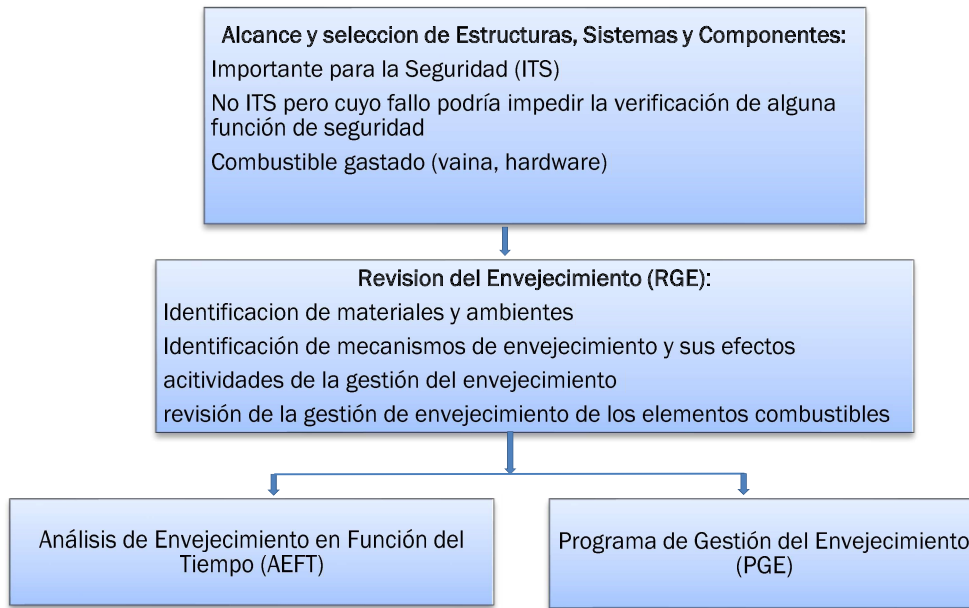 Alcance y seleccion de Estructuras, Sistemas y Componentes:
Importante para la Seguridad (ITS)
No ITS pero cuyo fallo podría impedir la verificación de alguna
función de seguridad
Combustible gastado (vaina, hardware)
Revision del Envejecimiento (RGE):
Identificacion de materiales y ambientes
Identificación de mecanismos de envejecimiento y sus efectos
acitividades de la gestión del envejecimiento
revisión de la gestión de envejecimiento de los elementos combustibles
Análisis de Envejecimiento en Función del
Tiempo (AEFT)
Programa de Gestión del Envejecimiento
(PGE)